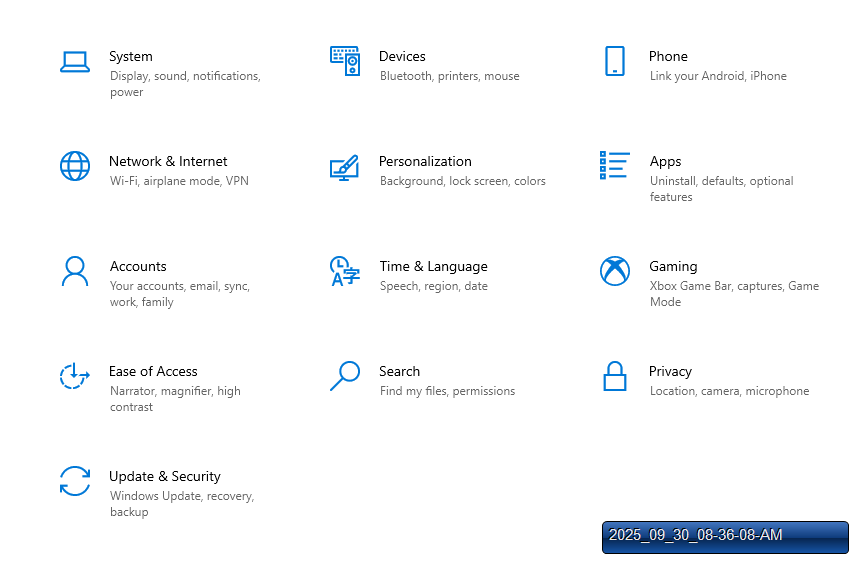 System
Display, sound, notifications,
power
Devices
Bluetooth, printers, mouse
Phone
Link your Android, iPhone
Network & Internet
Wi-Fi, airplane mode, VPN
Personalization
Background, lock screen, colors
Apps
Uninstall, defaults, optional
features
Accounts
Your accounts, email, sync,
work, family
Time & Language
Speech, region, date
Gaming
Xbox Game Bar, captures, Game
Mode
Ease of Access
Narrator, magnifier, high
contrast
Search
Find my files, permissions
Privacy
Location, camera, microphone
Update & Security
Windows Update, recovery,
backup
2025_09_30_08-36-08-AM